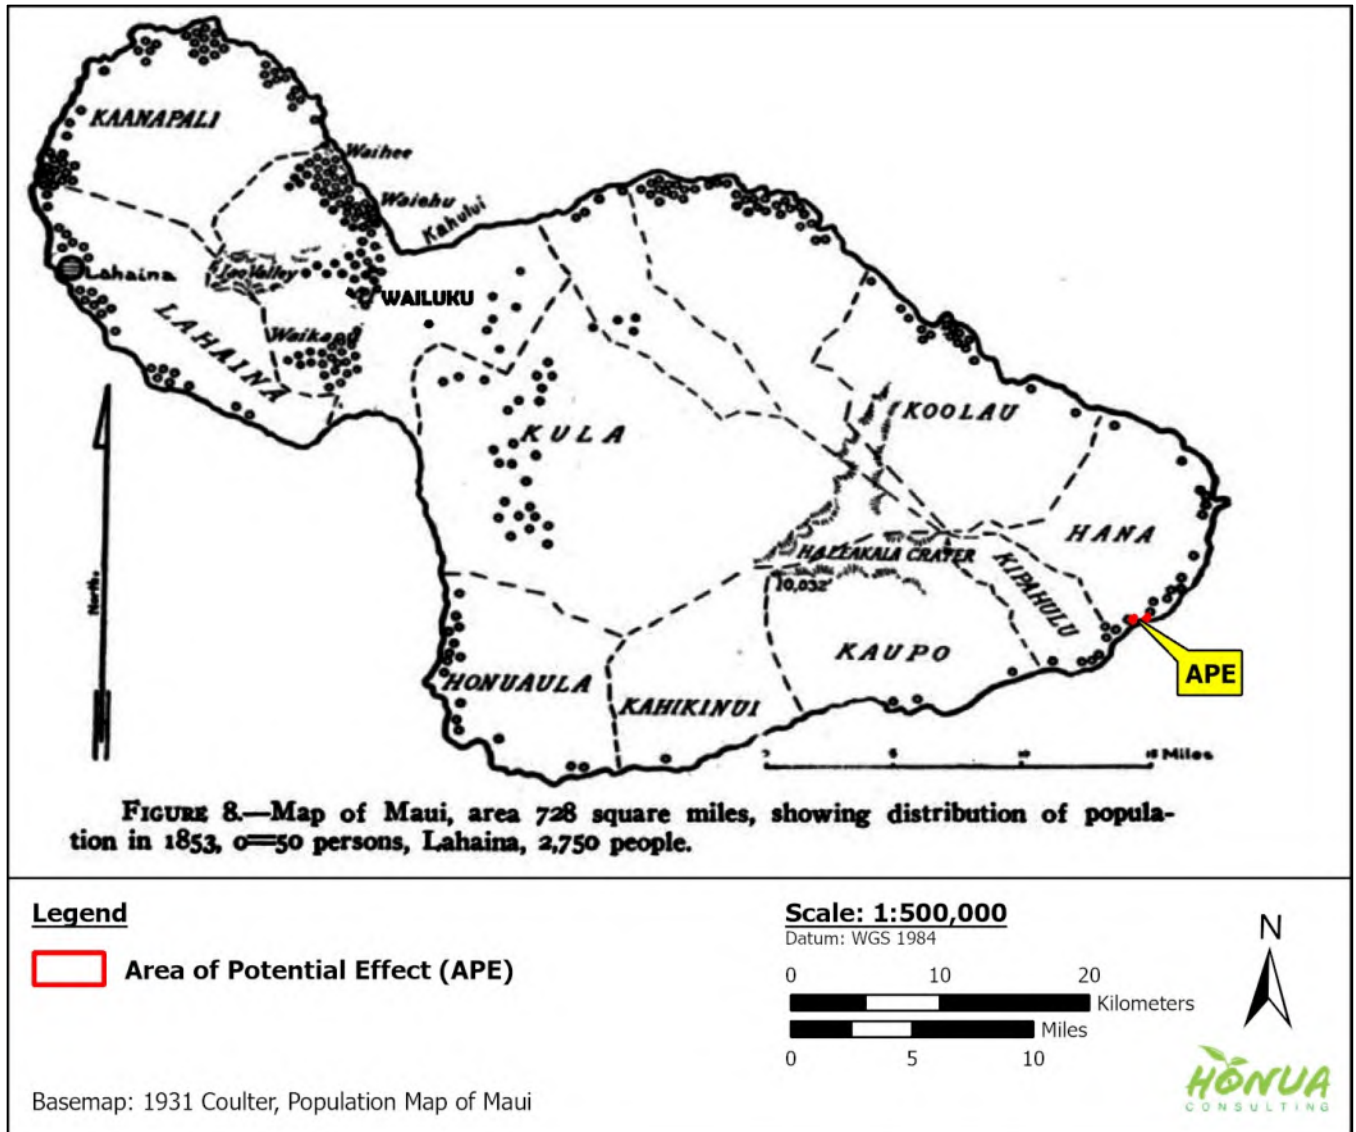 KAANAPALI
Waihee
Waiehu
Kahului
Lahaina
Iao Valley
WAILUKU
LAHAINA
Waikapu
KULA
KOOLAU
HANA
HALEAKALA CRATER
10,032'
KIPAHULU
KAUPO
HONUAULA
KAHIKINUI
APE
North.
5 10 15 Miles
FIGURE 8.—Map of Maui, area 728 square miles, showing distribution of popula-
tion in 1853, o=50 persons, Lahaina, 2,750 people.
Legend
Area of Potential Effect (APE)
Basemap: 1931 Coulter, Population Map of Maui
Scale: 1:500,000
Datum: WGS 1984
0 10 20
Kilometers
Miles
0 5 10
N
HONUA
CONSULTING